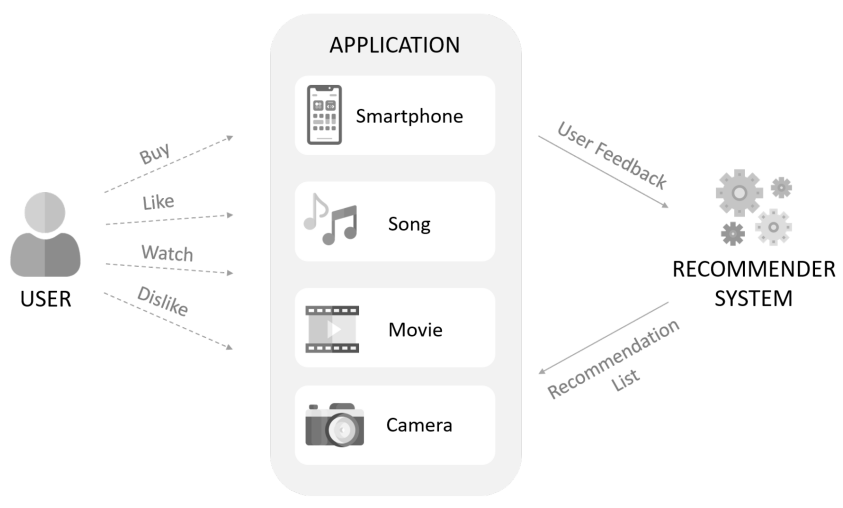 APPLICATION
Smartphone
Song
Movie
Camera
Buy
Like
Watch
Dislike
USER
User Feedback
RECOMMENDER
SYSTEM
Recommendation
List